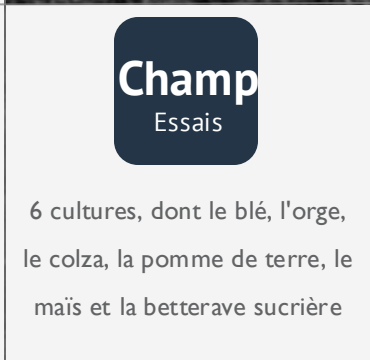 Champ
Essais
6 cultures, dont le blé, l'orge,
le colza, la pomme de terre, le
maïs et la betterave sucrière